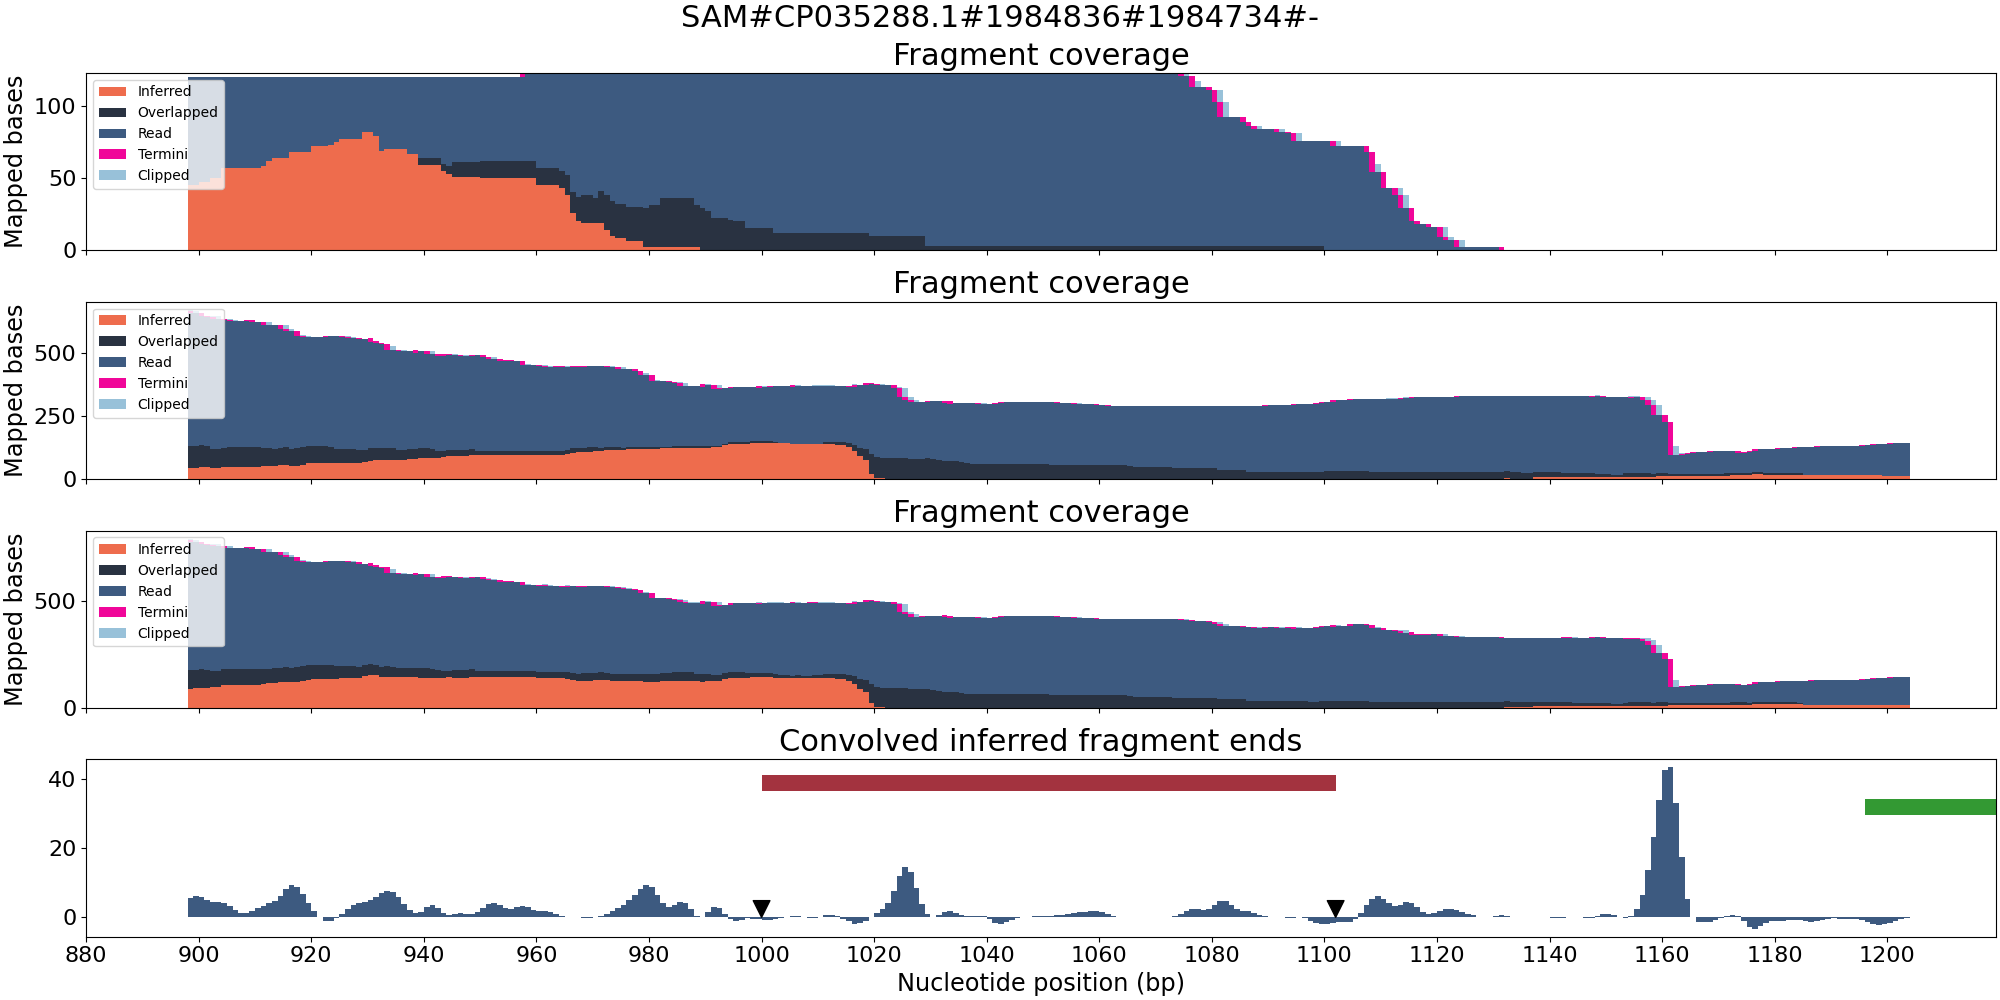 SAM#CP035288.1#1984836#1984734#-
Fragment coverage
Mapped bases
100
50
0
Inferred
Overlapped
Read
Termini
Clipped
Fragment coverage
Mapped bases
500
250
0
Inferred
Overlapped
Read
Termini
Clipped
Fragment coverage
Mapped bases
500
0
Inferred
Overlapped
Read
Termini
Clipped
Convolved inferred fragment ends
40
20
0
880 900 920 940 960 980 1000 1020 1040 1060 1080 1100 1120 1140 1160 1180 1200
Nucleotide position (bp)